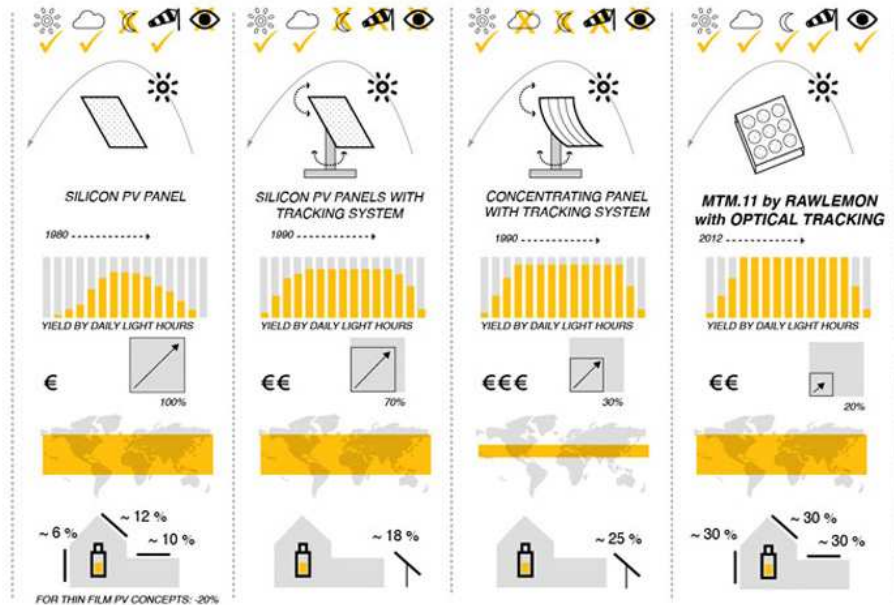 SILICON PV PANEL
1980
YIELD BY DAILY LIGHT HOURS
€
100%
~ 6 %
~ 12 %
~ 10 %
FOR THIN FILM PV CONCEPTS: -20%
SILICON PV PANELS WITH
TRACKING SYSTEM
1990
YIELD BY DAILY LIGHT HOURS
€€
70%
~ 18 %
CONCENTRATING PANEL
WITH TRACKING SYSTEM
1990
YIELD BY DAILY LIGHT HOURS
€€€
30%
~ 25 %
MTM.11 by RAWLEMON
with OPTICAL TRACKING
2012
YIELD BY DAILY LIGHT HOURS
€€
20%
~ 30 %
~ 30 %
~ 30 %